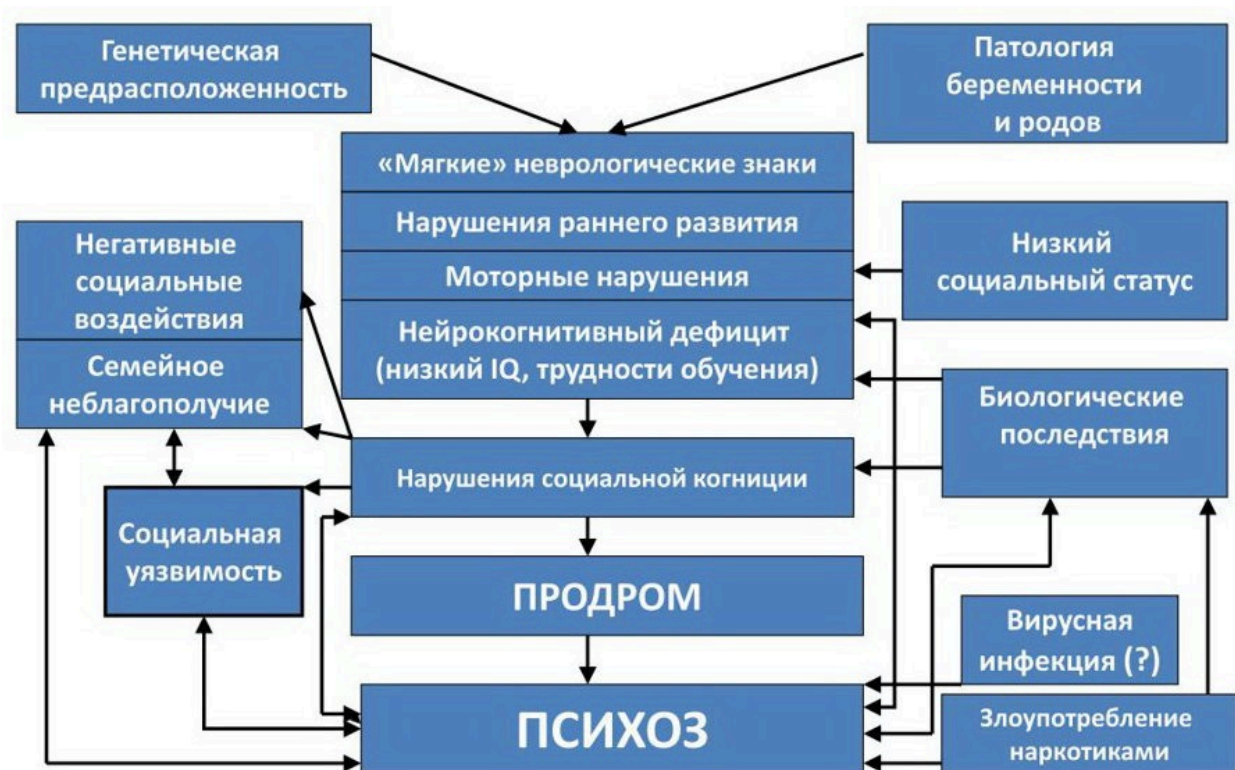 Генетическая
предрасположенность
Патология
беременности
и родов
«Мягкие» неврологические знаки
Нарушения раннего развития
Моторные нарушения
Нейрокогнитивный дефицит
(низкий IQ, трудности обучения)
Негативные
социальные
воздействия
Семейное
неблагополучие
Низкий
социальный статус
Биологические
последствия
Нарушения социальной когниции
Социальная
уязвимость
ПРОДРОМ
Вирусная
инфекция (?)
ПСИХОЗ
Злоупотребление
наркотиками